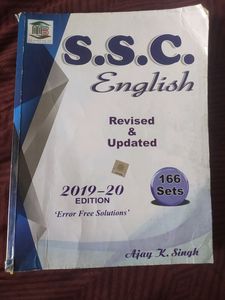 S.S.C.
English
Revised
&
Updated
2019-20
EDITION
'Error Free Solutions'
166
Sets
Ajay K. Singh